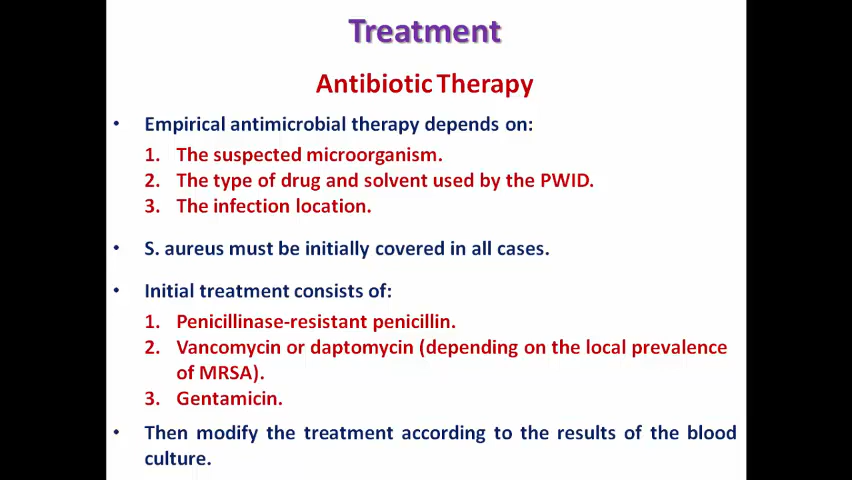 Treatment
Antibiotic Therapy
• Empirical antimicrobial therapy depends on:
1. The suspected microorganism.
2. The type of drug and solvent used by the PWID.
3. The infection location.
• S. aureus must be initially covered in all cases.
• Initial treatment consists of:
1. Penicillinase-resistant penicillin.
2. Vancomycin or daptomycin (depending on the local prevalence
of MRSA).
3. Gentamicin.
• Then modify the treatment according to the results of the blood
culture.